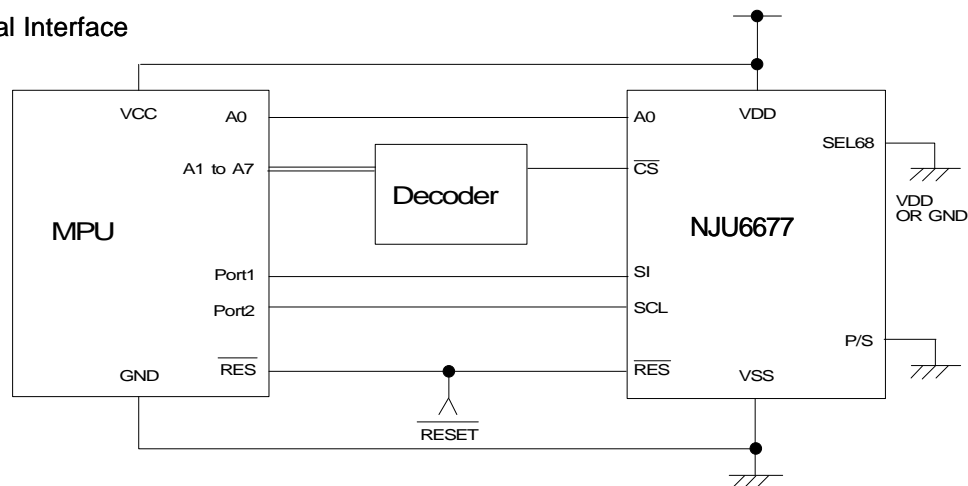 al Interface
VCC
A0
A1 to A7
MPU
Port1
Port2
RES
GND
Decoder
RESET
A0
VDD
SEL68
CS
VDD
OR GND
NJU6677
SI
SCL
P/S
RES
VSS